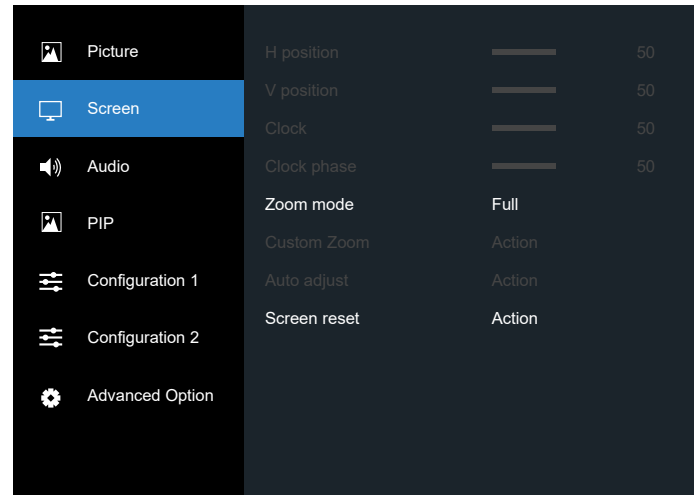 Picture
Screen
Audio
PIP
Configuration 1
Configuration 2
Advanced Option
H position 50
V position 50
Clock 50
Clock phase 50
Zoom mode Full
Custom Zoom Action
Auto adjust Action
Screen reset Action